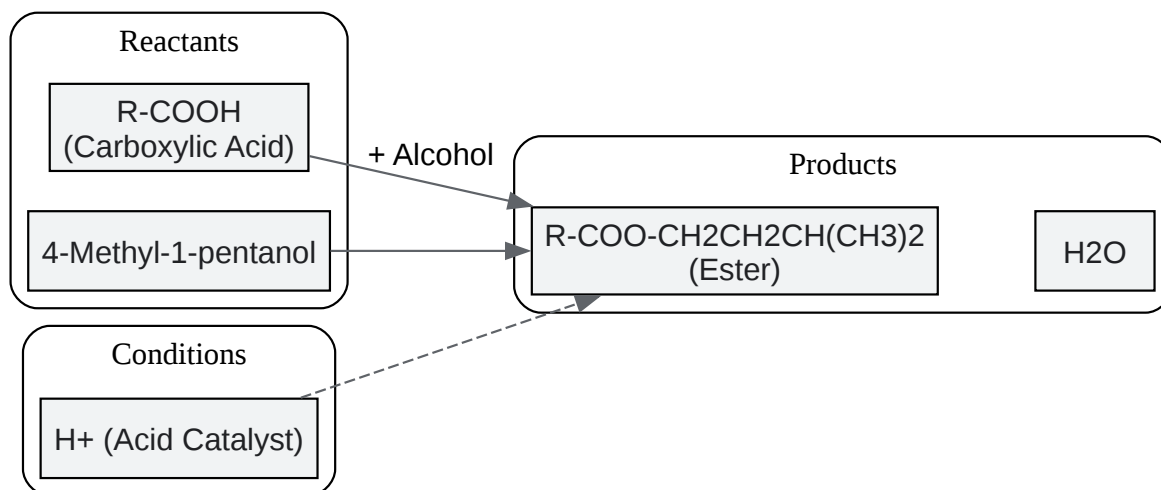 Reactants
R-COOH
(Carboxylic Acid)
+ Alcohol
4-Methyl-1-pentanol
Products
R-COO-CH2CH2CH(CH3)2
(Ester)
H2O
Conditions
H+ (Acid Catalyst)